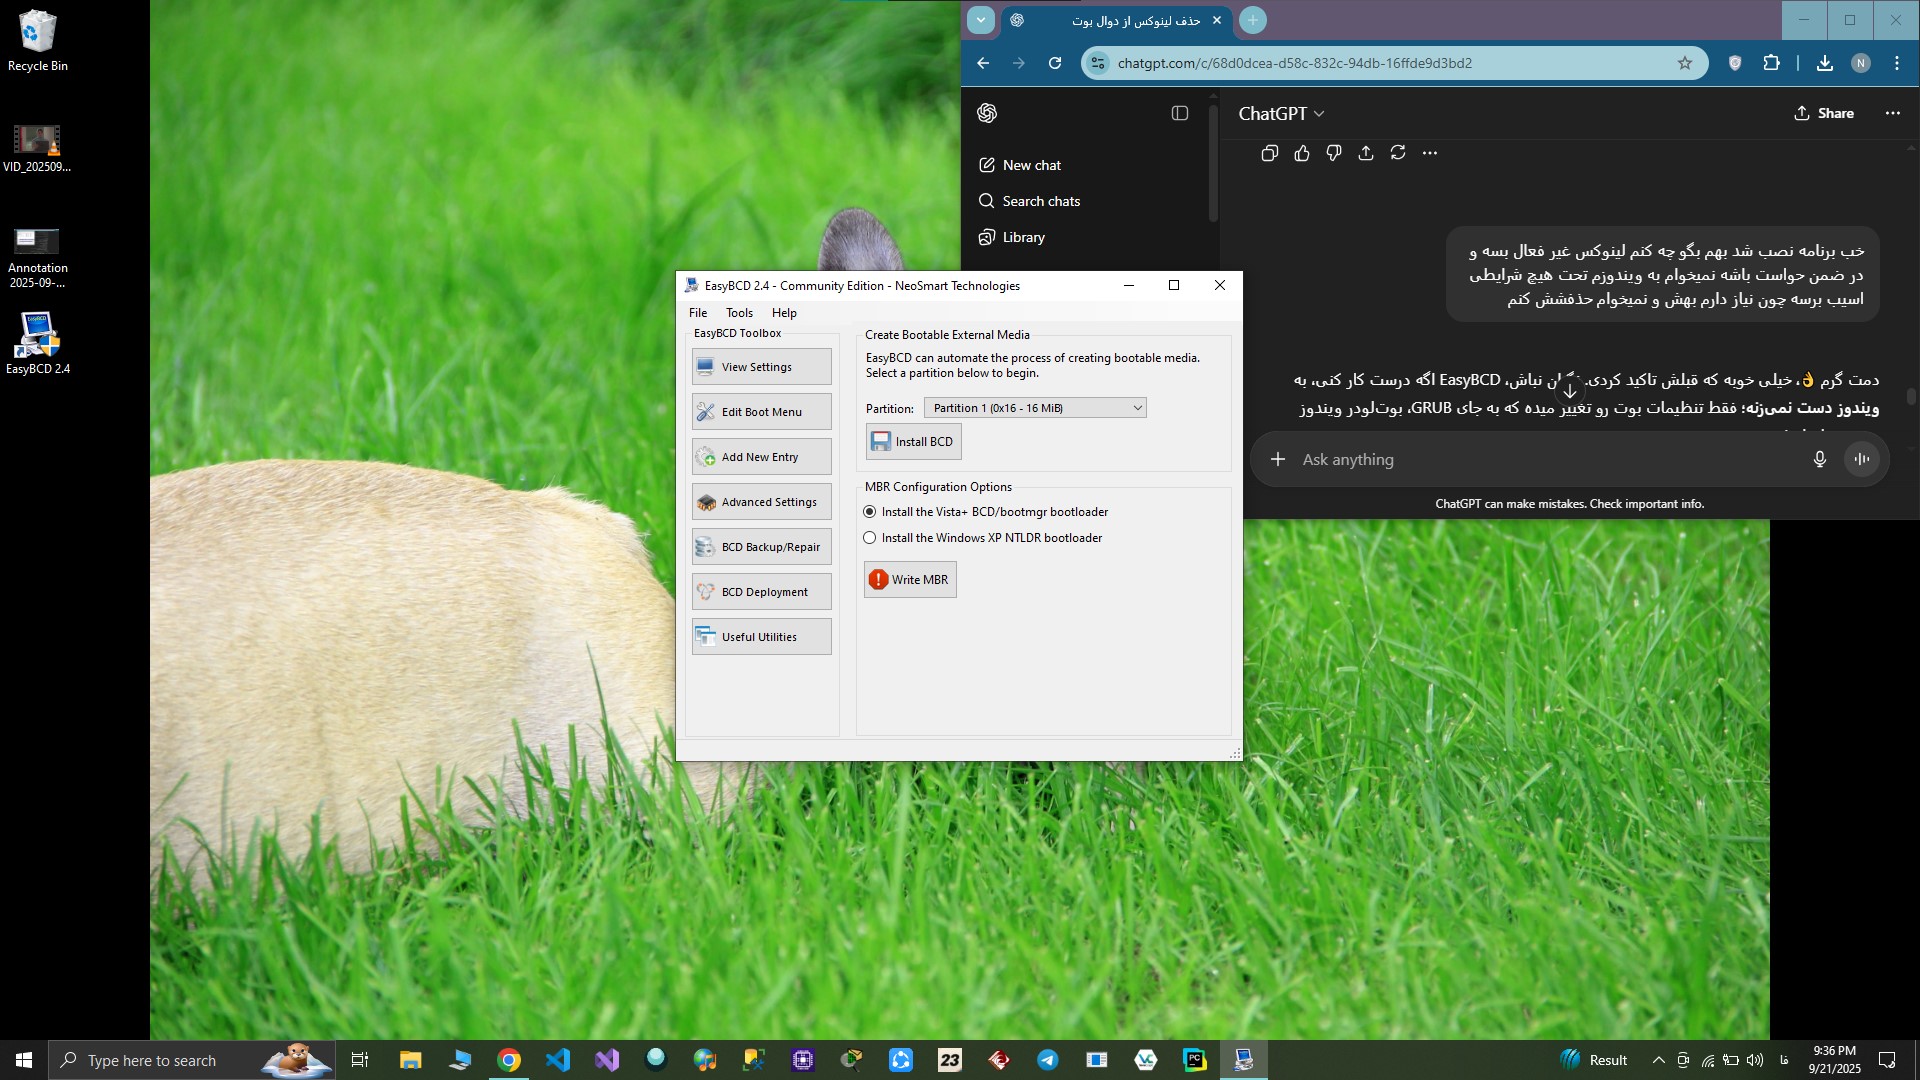 Recycle Bin
VID_202509...
Annotation
2025-09-...
EasyBCD 2.4
حذف لینوکس از دوال بوت
chatgpt.com/c/68d0dcea-d58c-832c-94db-16ffde9d3bd2
N
ChatGPT
Share
New chat
Search chats
Library
خب برنامه نصب شد بهم بگو چه کنم لینوکس غیر فعال بسه و
در ضمن حواست باشه نمیخوام به ویندوزم تحت هیچ شرایطی
اسیب برسه چون نیاز دارم بهش و نمیخوام حذفشش کنم
دمت گرم 👌، خیلی خوبه که قبلش تاکید کردی. نباش، EasyBCD اگه درست کار کنی، به
ویندوز دست نمی‌زنه؛ فقط تنظیمات بوت رو تغییر میده که به جای GRUB، بوت‌لودر ویندوز
Ask anything
ChatGPT can make mistakes. Check important info.
EasyBCD 2.4 - Community Edition - NeoSmart Technologies
File Tools Help
EasyBCD Toolbox
View Settings
Edit Boot Menu
Add New Entry
Advanced Settings
BCD Backup/Repair
BCD Deployment
Useful Utilities
Create Bootable External Media
EasyBCD can automate the process of creating bootable media.
Select a partition below to begin.
Partition: Partition 1 (0x16 - 16 MiB)
Install BCD
MBR Configuration Options
Install the Vista+ BCD/bootmgr bootloader
Install the Windows XP NTLDR bootloader
Write MBR
Type here to search
23
PC
Result
فا
9:36 PM
9/21/2025